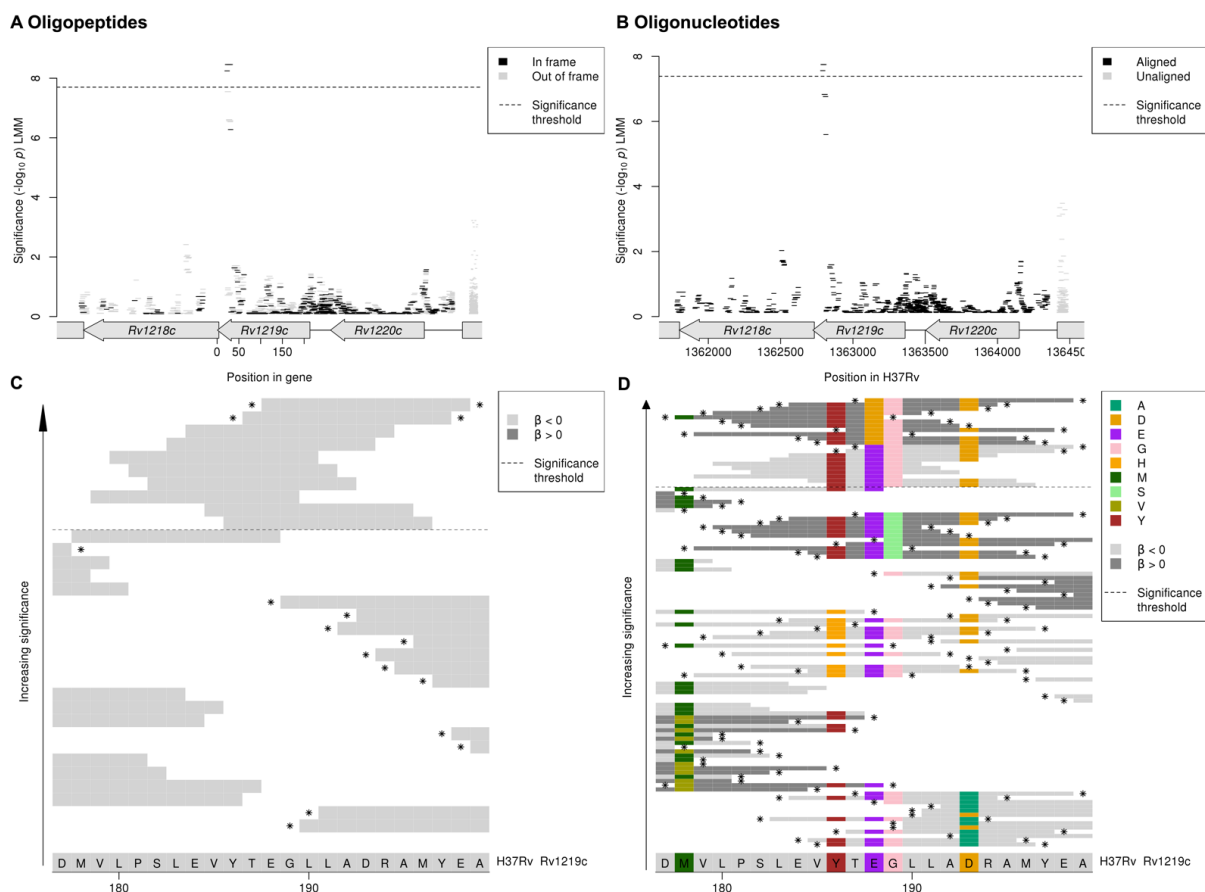 A Oligopeptides
B Oligonucleotides
In frame
Out of frame
Significance
threshold
Aligned
Unaligned
Significance
threshold
Significance (-log10 p) LMM
0
2
4
6
8
Significance (-log10 p) LMM
0
2
4
6
8
Rv1218c
Rv1219c
Rv1220c
Rv1218c
Rv1219c
Rv1220c
0
50
150
1362000
1362500
1363000
1363500
1364000
136450
Position in gene
Position in H37Rv
C
D
β < 0
β > 0
Significance
threshold
A
D
E
G
H
M
S
V
Y
β < 0
β > 0
Significance
threshold
Increasing significance
Increasing significance
D M V L P S L E V Y T E G L L A D R A M Y E A
H37Rv Rv1219c
D M V L P S L E V Y T E G L L A D R A M Y E A
H37Rv Rv1219c
180
190
180
190